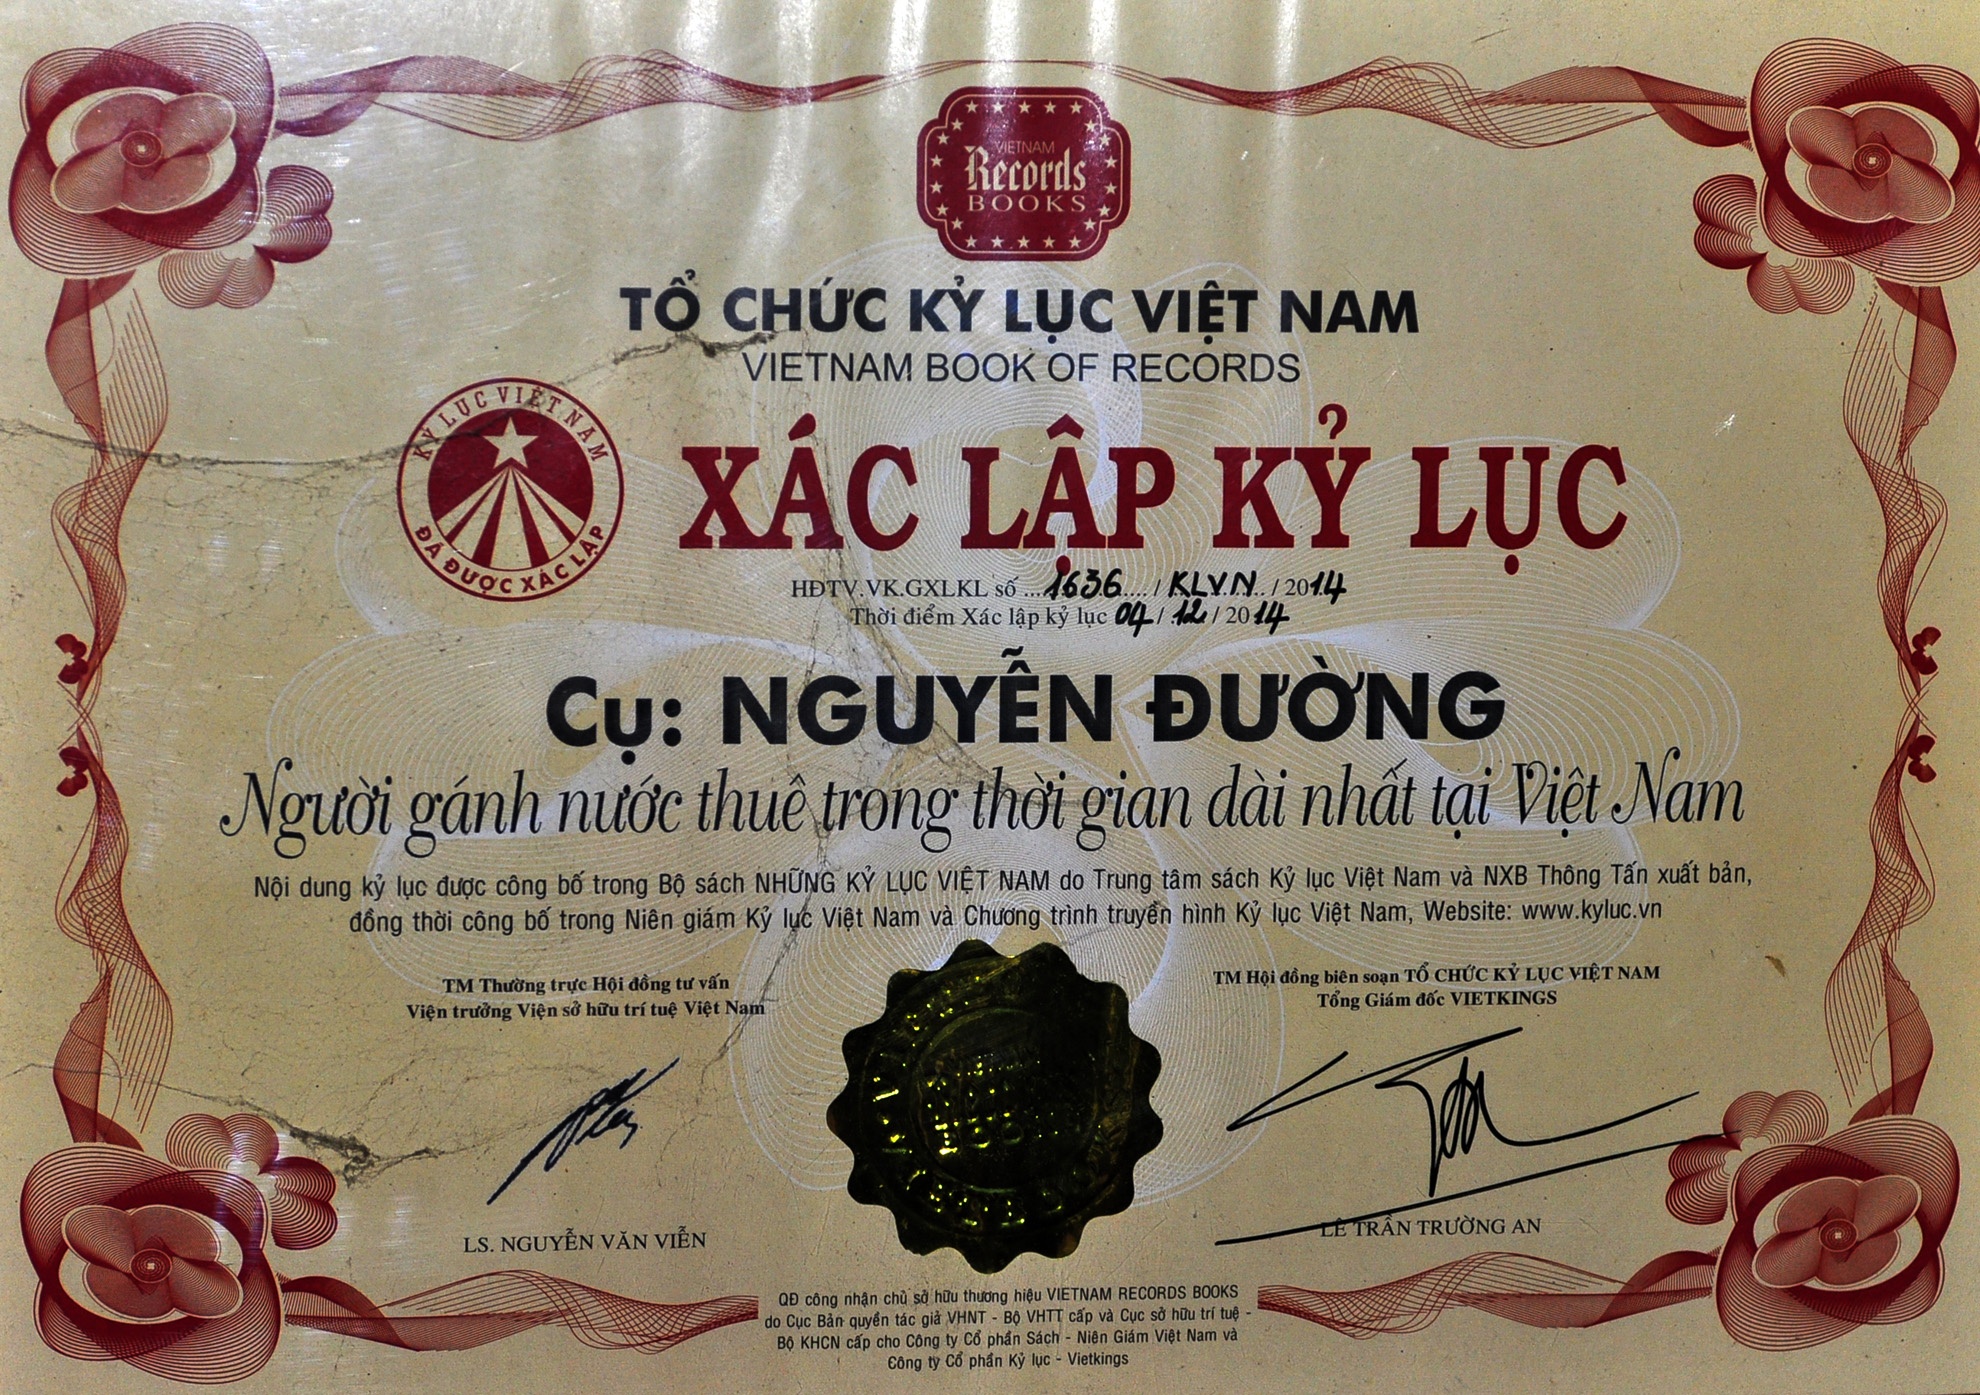 VIETNAM
Records
BOOKS
TỔ CHỨC KỶ LỤC VIỆT NAM
VIETNAM BOOK OF RECORDS
KỶ LỤC VIỆT NAM
ĐÃ ĐƯỢC XÁC LẬP
XÁC LẬP KỶ LỤC
HĐTV.VK.GXLKL số ...1636..../.KLVN../ 2014
Thời điểm Xác lập kỷ lục 04 / 12 / 2014
Cụ: NGUYỄN ĐƯỜNG
Người gánh nước thuê trong thời gian dài nhất tại Việt Nam
Nội dung kỷ lục được công bố trong Bộ sách NHỮNG KỶ LỤC VIỆT NAM do Trung tâm sách Kỷ lục Việt Nam và NXB Thông Tấn xuất bản,
đồng thời công bố trong Niên giám Kỷ lục Việt Nam và Chương trình truyền hình Kỷ lục Việt Nam, Website: www.kyluc.vn
TM Thường trực Hội đồng tư vấn
Viện trưởng Viện sở hữu trí tuệ Việt Nam
LS. NGUYỄN VĂN VIỄN
TM Hội đồng biên soạn TỔ CHỨC KỶ LỤC VIỆT NAM
Tổng Giám đốc VIETKINGS
LÊ TRẦN TRƯỜNG AN
QĐ công nhận chủ sở hữu thương hiệu VIETNAM RECORDS BOOKS
do Cục Bản quyền tác giả VHNT - Bộ VHTT cấp và Cục sở hữu trí tuệ -
Bộ KHCN cấp cho Công ty Cổ phần Sách - Niên Giám Việt Nam và
Công ty Cổ phần Kỷ lục - Vietkings